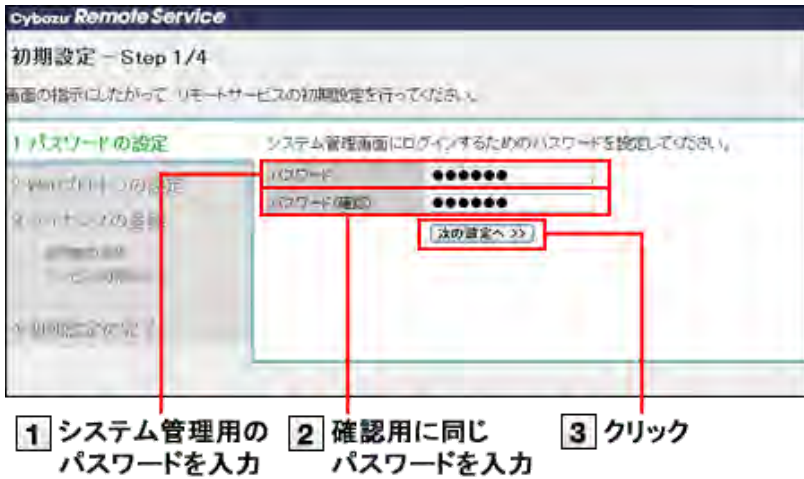 Cybozu Remote Service
初期設定 - Step 1/4
画面の指示にしたがって、リモートサービスの初期設定を行ってください。
1 パスワードの設定
システム管理画面にログインするためのパスワードを設定してください。
パスワード
●●●●●●
パスワード(確認)
●●●●●●
次の設定へ >>
1 システム管理用の
パスワードを入力
2 確認用に同じ
パスワードを入力
3 クリック